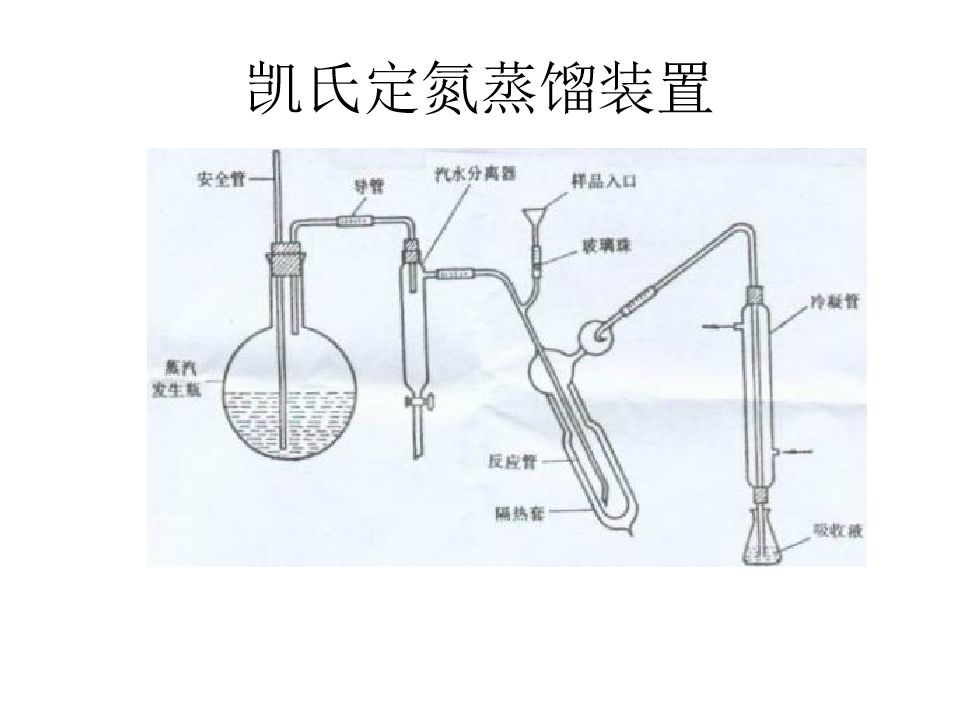 凯氏定氮蒸馏装置
安全管
导管
汽水分离器
样品入口
玻璃珠
冷凝管
蒸汽
发生瓶
反应管
隔热套
吸收液